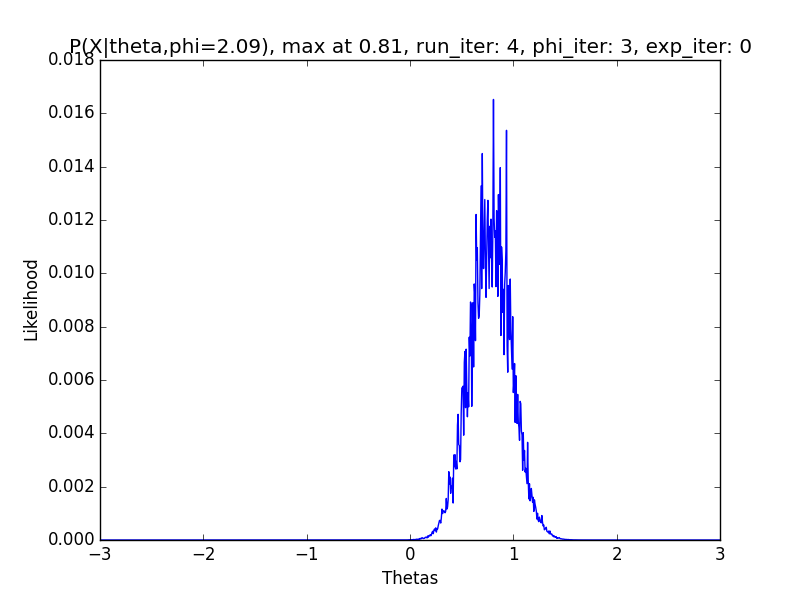 P(X|theta,phi=2.09), max at 0.81, run_iter: 4, phi_iter: 3, exp_iter: 0
0.018
0.016
0.014
0.012
0.010
0.008
0.006
0.004
0.002
0.000
Likelihood
−3 −2 −1 0 1 2 3
Thetas